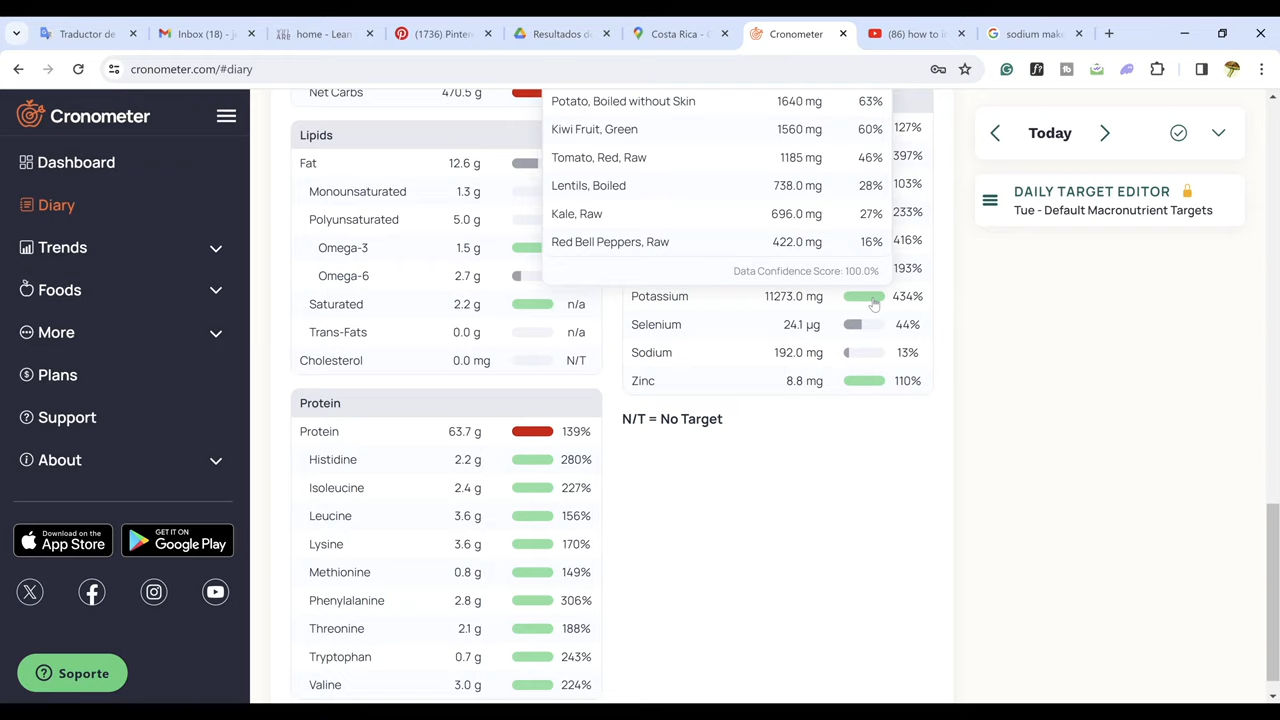 Traductor de
Inbox (18) - j
home - Lean
(1736) Pinter
Resultados de
Costa Rica - G
Cronometer
(86) how to in
sodium make
cronometer.com/#diary
Cronometer
Dashboard
Diary
Trends
Foods
More
Plans
Support
About
Download on the
App Store
GET IT ON
Google Play
Soporte
Net Carbs 470.5 g
Lipids
Fat 12.6 g
Monounsaturated 1.3 g
Polyunsaturated 5.0 g
Omega-3 1.5 g
Omega-6 2.7 g
Saturated 2.2 g n/a
Trans-Fats 0.0 g n/a
Cholesterol 0.0 mg N/T
Protein
Protein 63.7 g 139%
Histidine 2.2 g 280%
Isoleucine 2.4 g 227%
Leucine 3.6 g 156%
Lysine 3.6 g 170%
Methionine 0.8 g 149%
Phenylalanine 2.8 g 306%
Threonine 2.1 g 188%
Tryptophan 0.7 g 243%
Valine 3.0 g 224%
Potato, Boiled without Skin 1640 mg 63%
Kiwi Fruit, Green 1560 mg 60%
Tomato, Red, Raw 1185 mg 46%
Lentils, Boiled 738.0 mg 28%
Kale, Raw 696.0 mg 27%
Red Bell Peppers, Raw 422.0 mg 16%
Data Confidence Score: 100.0%
127%
397%
103%
233%
416%
193%
Potassium 11273.0 mg 434%
Selenium 24.1 µg 44%
Sodium 192.0 mg 13%
Zinc 8.8 mg 110%
N/T = No Target
Today
DAILY TARGET EDITOR
Tue - Default Macronutrient Targets